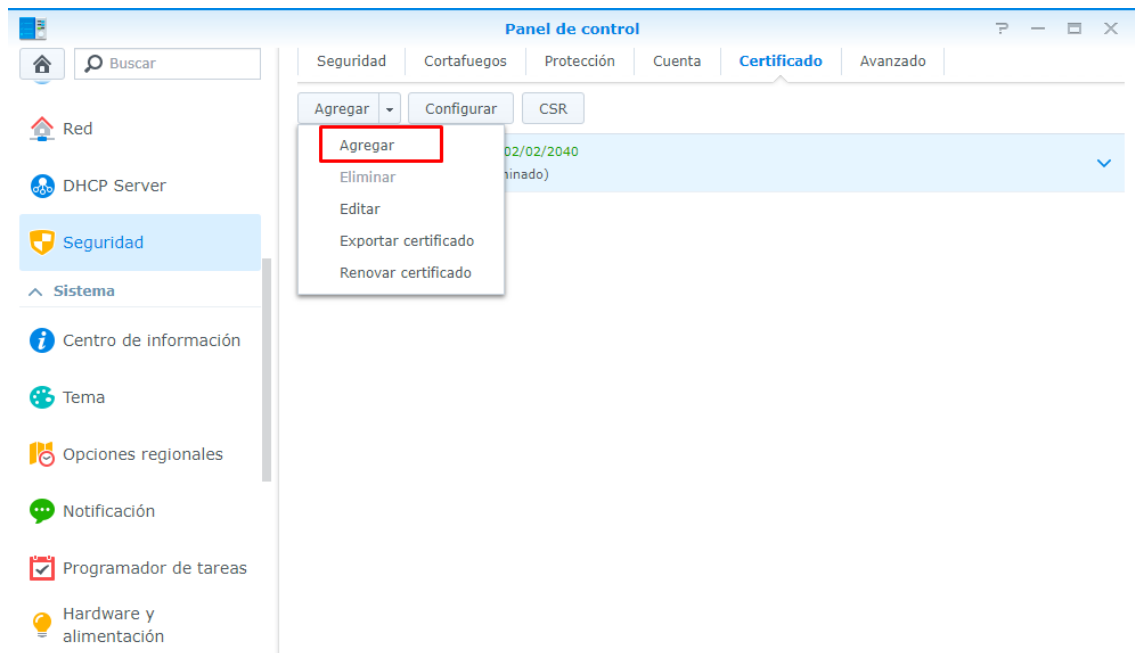 Panel de control
Buscar
Seguridad Cortafuegos Protección Cuenta Certificado Avanzado
Agregar Configurar CSR
Agregar
Eliminar
Editar
Exportar certificado
Renovar certificado
02/02/2040
Red
DHCP Server
Seguridad
Sistema
Centro de información
Tema
Opciones regionales
Notificación
Programador de tareas
Hardware y
alimentación